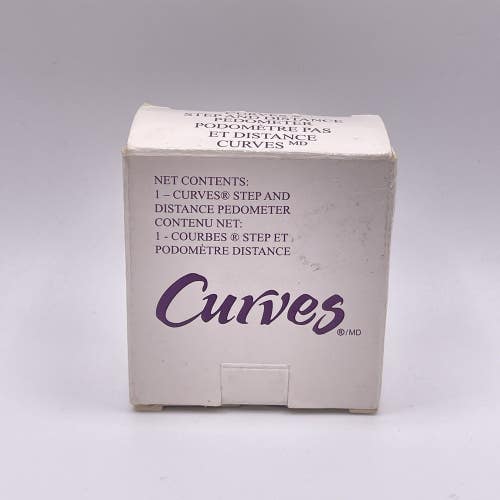 STEP AND DISTANCE
PEDOMETER
PODOMÈTRE PAS
ET DISTANCE
CURVES MD
NET CONTENTS:
1 – CURVES® STEP AND
DISTANCE PEDOMETER
CONTENU NET:
1 - COURBES ® STEP ET
PODOMÈTRE DISTANCE
Curves
®/MD